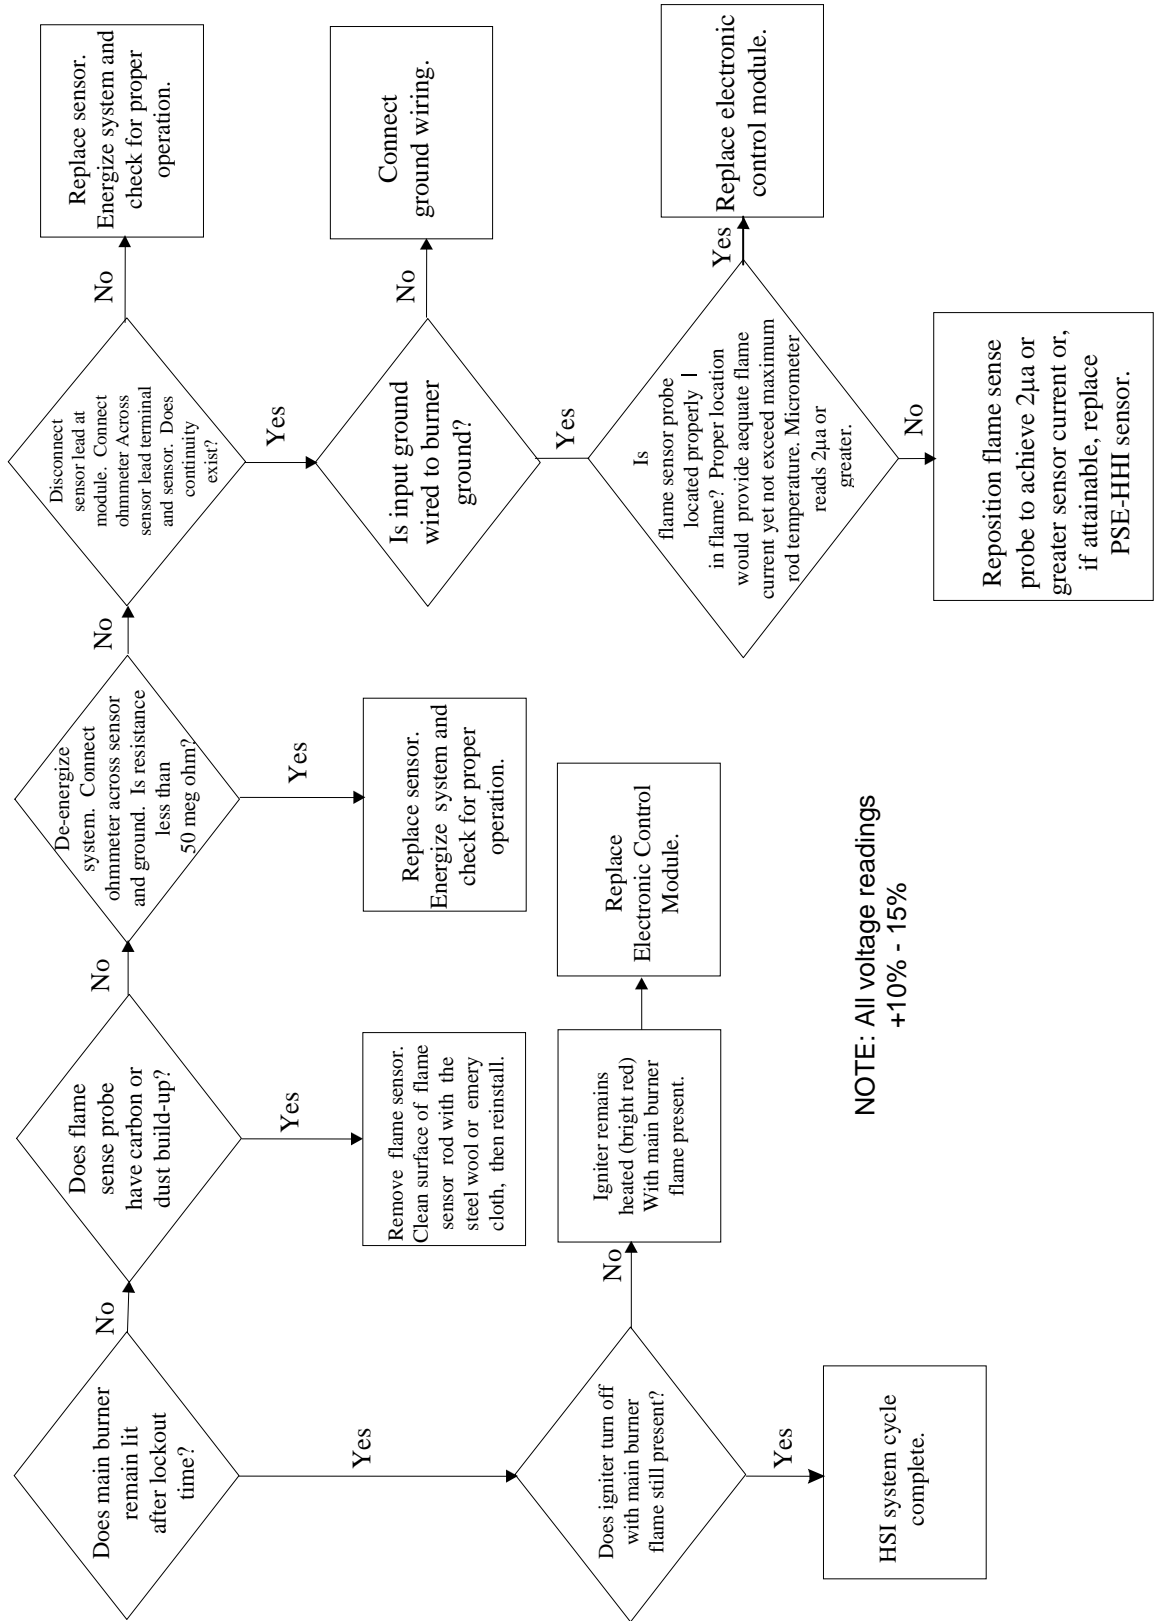 Does main burner
remain lit
after lockout
time?
No
Does flame
sense probe
have carbon or
dust build-up?
No
De-energize
system. Connect
ohmmeter across sensor
and ground. Is resistance
less than
50 meg ohm?
No
Disconnect
sensor lead at
module. Connect
ohmmeter Across
sensor lead terminal
and sensor. Does
continuity
exist?
No
Replace sensor.
Energize system and
check for proper
operation.
Yes
Yes
Remove flame sensor.
Clean surface of flame
sensor rod with the
steel wool or emery
cloth, then reinstall.
Yes
Replace sensor.
Energize system and
check for proper
operation.
Yes
Is input ground
wired to burner
ground?
No
Connect
ground wiring.
Does igniter turn off
with main burner
flame still present?
No
Igniter remains
heated (bright red)
With main burner
flame present.
Replace
Electronic Control
Module.
Yes
Is
flame sensor probe
located properly
in flame? Proper location
would provide aequate flame
current yet not exceed maximum
rod temperature. Micrometer
reads 2µa or
greater.
Yes
Replace electronic
control module.
Yes
HSI system cycle
complete.
NOTE: All voltage readings
+10% - 15%
No
Reposition flame sense
probe to achieve 2µa or
greater sensor current or,
if attainable, replace
PSE-HHI sensor.